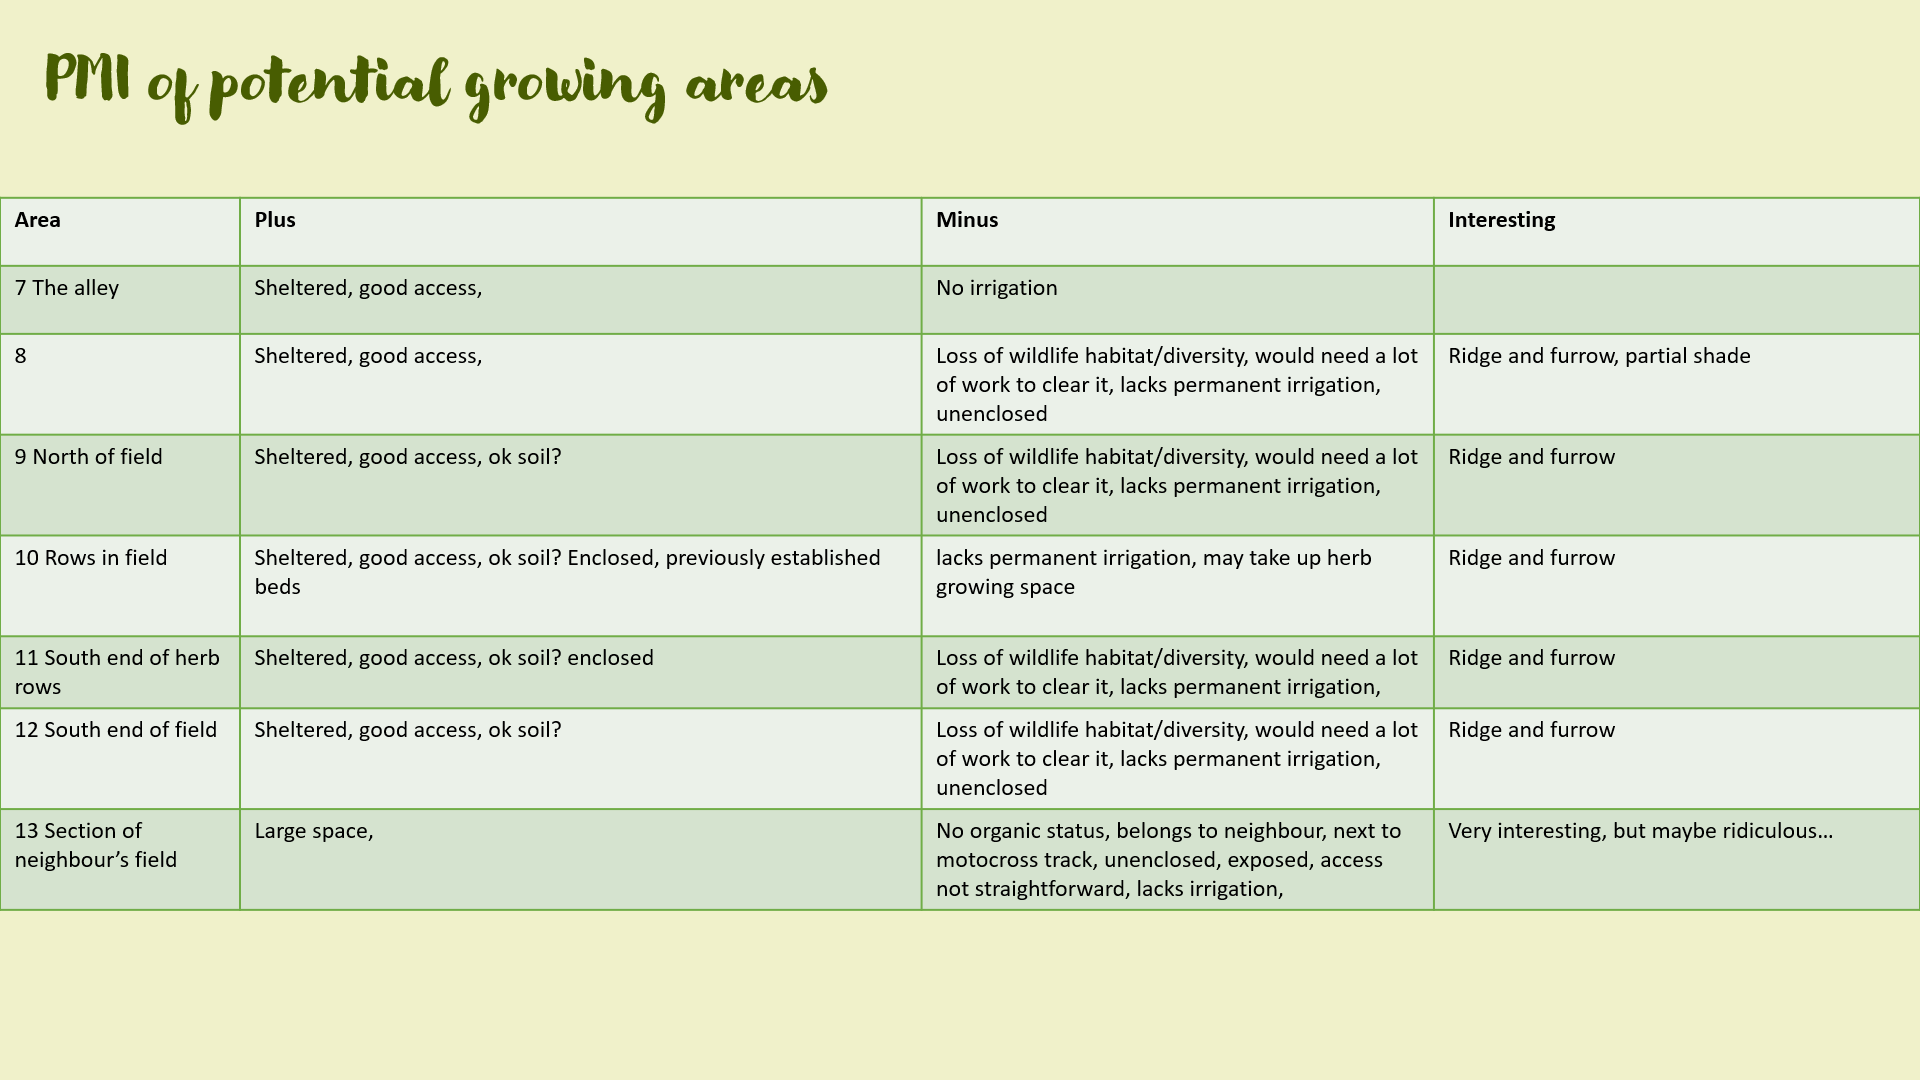 PMI of potential growing areas
Area
Plus
Minus
Interesting
7 The alley
Sheltered, good access,
No irrigation
8
Sheltered, good access,
Loss of wildlife habitat/diversity, would need a lot
of work to clear it, lacks permanent irrigation,
unenclosed
Ridge and furrow, partial shade
9 North of field
Sheltered, good access, ok soil?
Loss of wildlife habitat/diversity, would need a lot
of work to clear it, lacks permanent irrigation,
unenclosed
Ridge and furrow
10 Rows in field
Sheltered, good access, ok soil? Enclosed, previously established
beds
lacks permanent irrigation, may take up herb
growing space
Ridge and furrow
11 South end of herb
rows
Sheltered, good access, ok soil? enclosed
Loss of wildlife habitat/diversity, would need a lot
of work to clear it, lacks permanent irrigation,
Ridge and furrow
12 South end of field
Sheltered, good access, ok soil?
Loss of wildlife habitat/diversity, would need a lot
of work to clear it, lacks permanent irrigation,
unenclosed
Ridge and furrow
13 Section of
neighbour’s field
Large space,
No organic status, belongs to neighbour, next to
motocross track, unenclosed, exposed, access
not straightforward, lacks irrigation,
Very interesting, but maybe ridiculous…